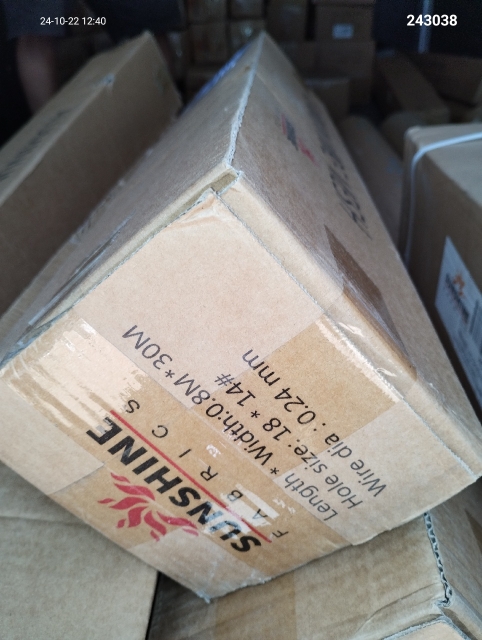 24-10-22 12:40
243038
SUNSHINE
FABRICS
Length * Width:0.8M * 30M
Hole size: 18 * 14#
Wire dia : 0.24 mm